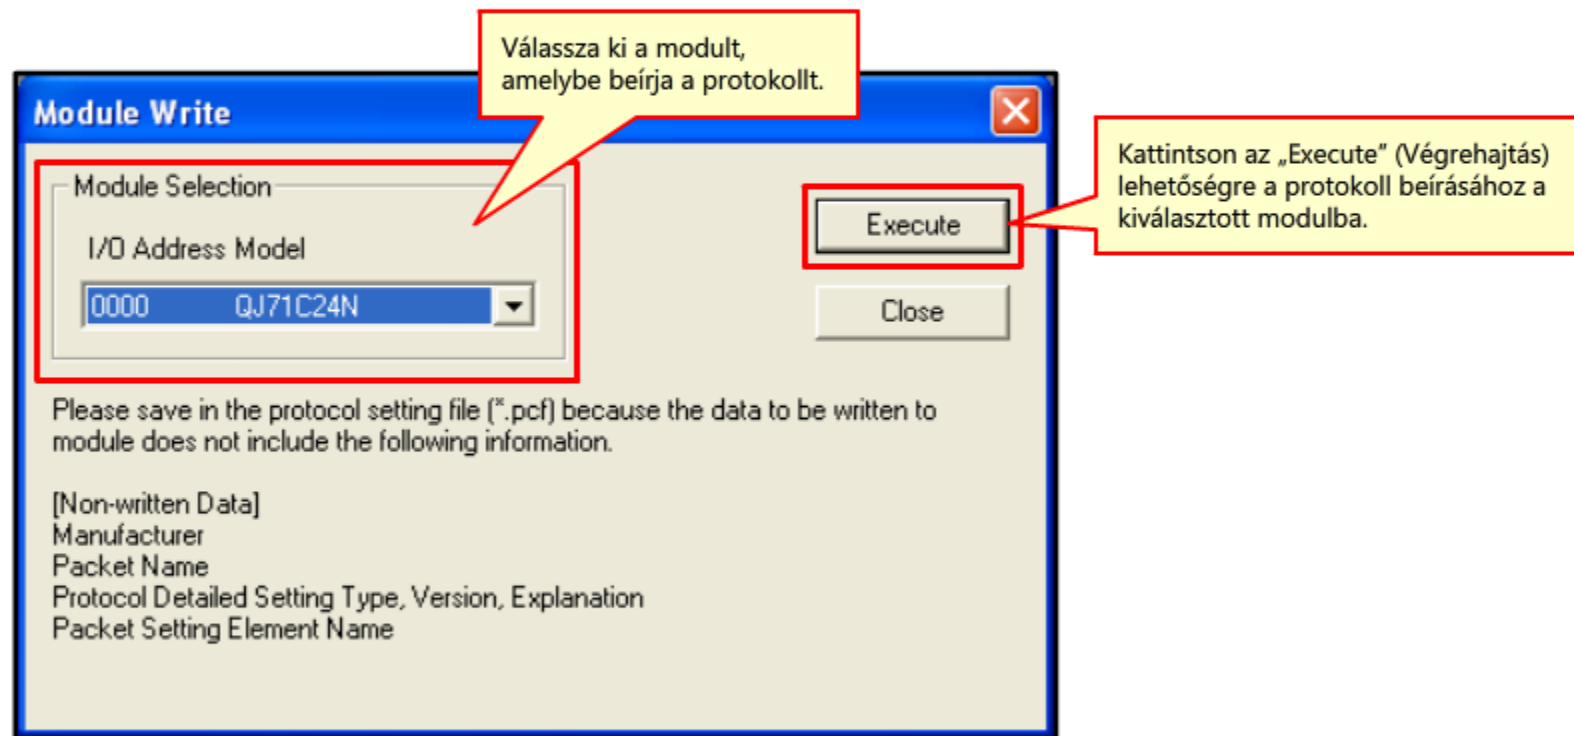 Válassza ki a modult,
amelybe beírja a protokollt.
Module Write
Kattintson az „Execute” (Végrehajtás)
lehetőségre a protokoll beírásához a
kiválasztott modulba.
Module Selection
Execute
I/O Address Model
0000 QJ71C24N
Close
Please save in the protocol setting file (*.pcf) because the data to be written to
module does not include the following information.
[Non-written Data]
Manufacturer
Packet Name
Protocol Detailed Setting Type, Version, Explanation
Packet Setting Element Name